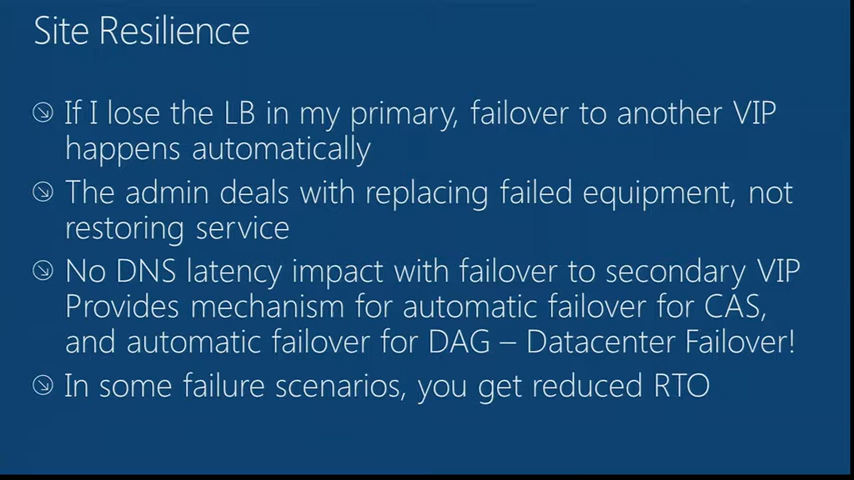 Site Resilience
If I lose the LB in my primary, failover to another VIP
happens automatically
The admin deals with replacing failed equipment, not
restoring service
No DNS latency impact with failover to secondary VIP
Provides mechanism for automatic failover for CAS,
and automatic failover for DAG – Datacenter Failover!
In some failure scenarios, you get reduced RTO